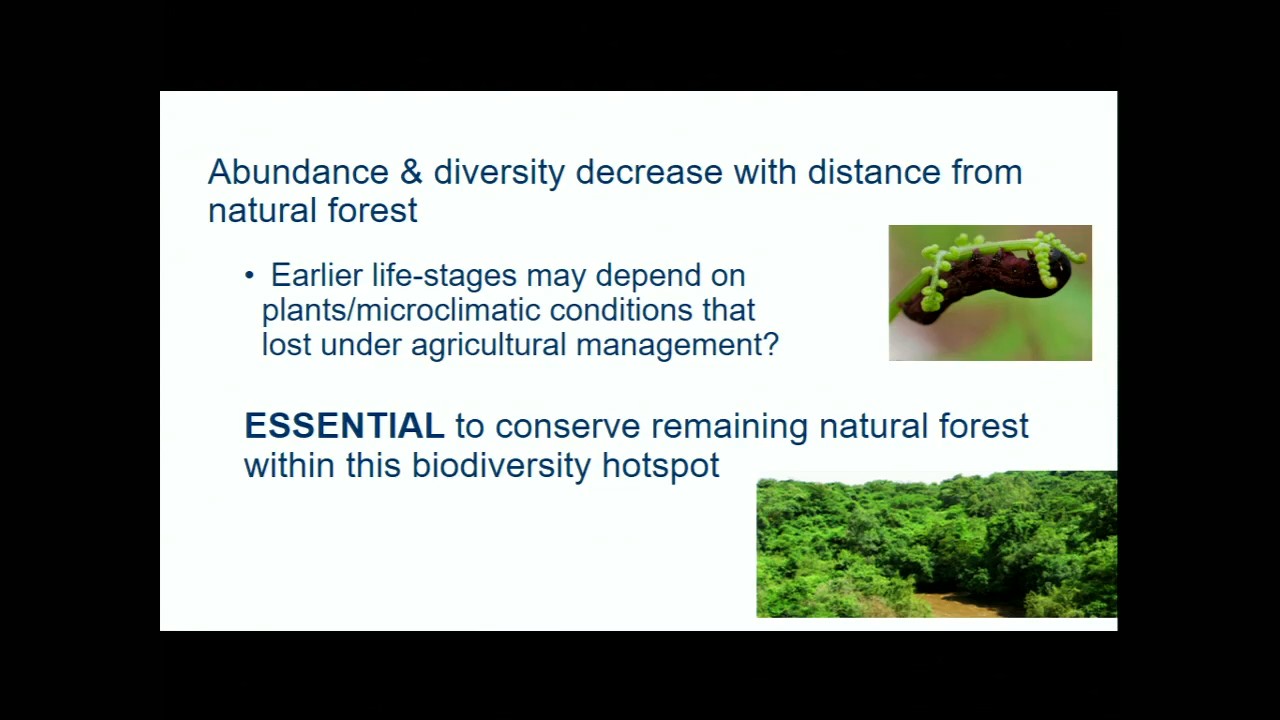 Abundance & diversity decrease with distance from
natural forest
• Earlier life-stages may depend on
plants/microclimatic conditions that
lost under agricultural management?
ESSENTIAL to conserve remaining natural forest
within this biodiversity hotspot